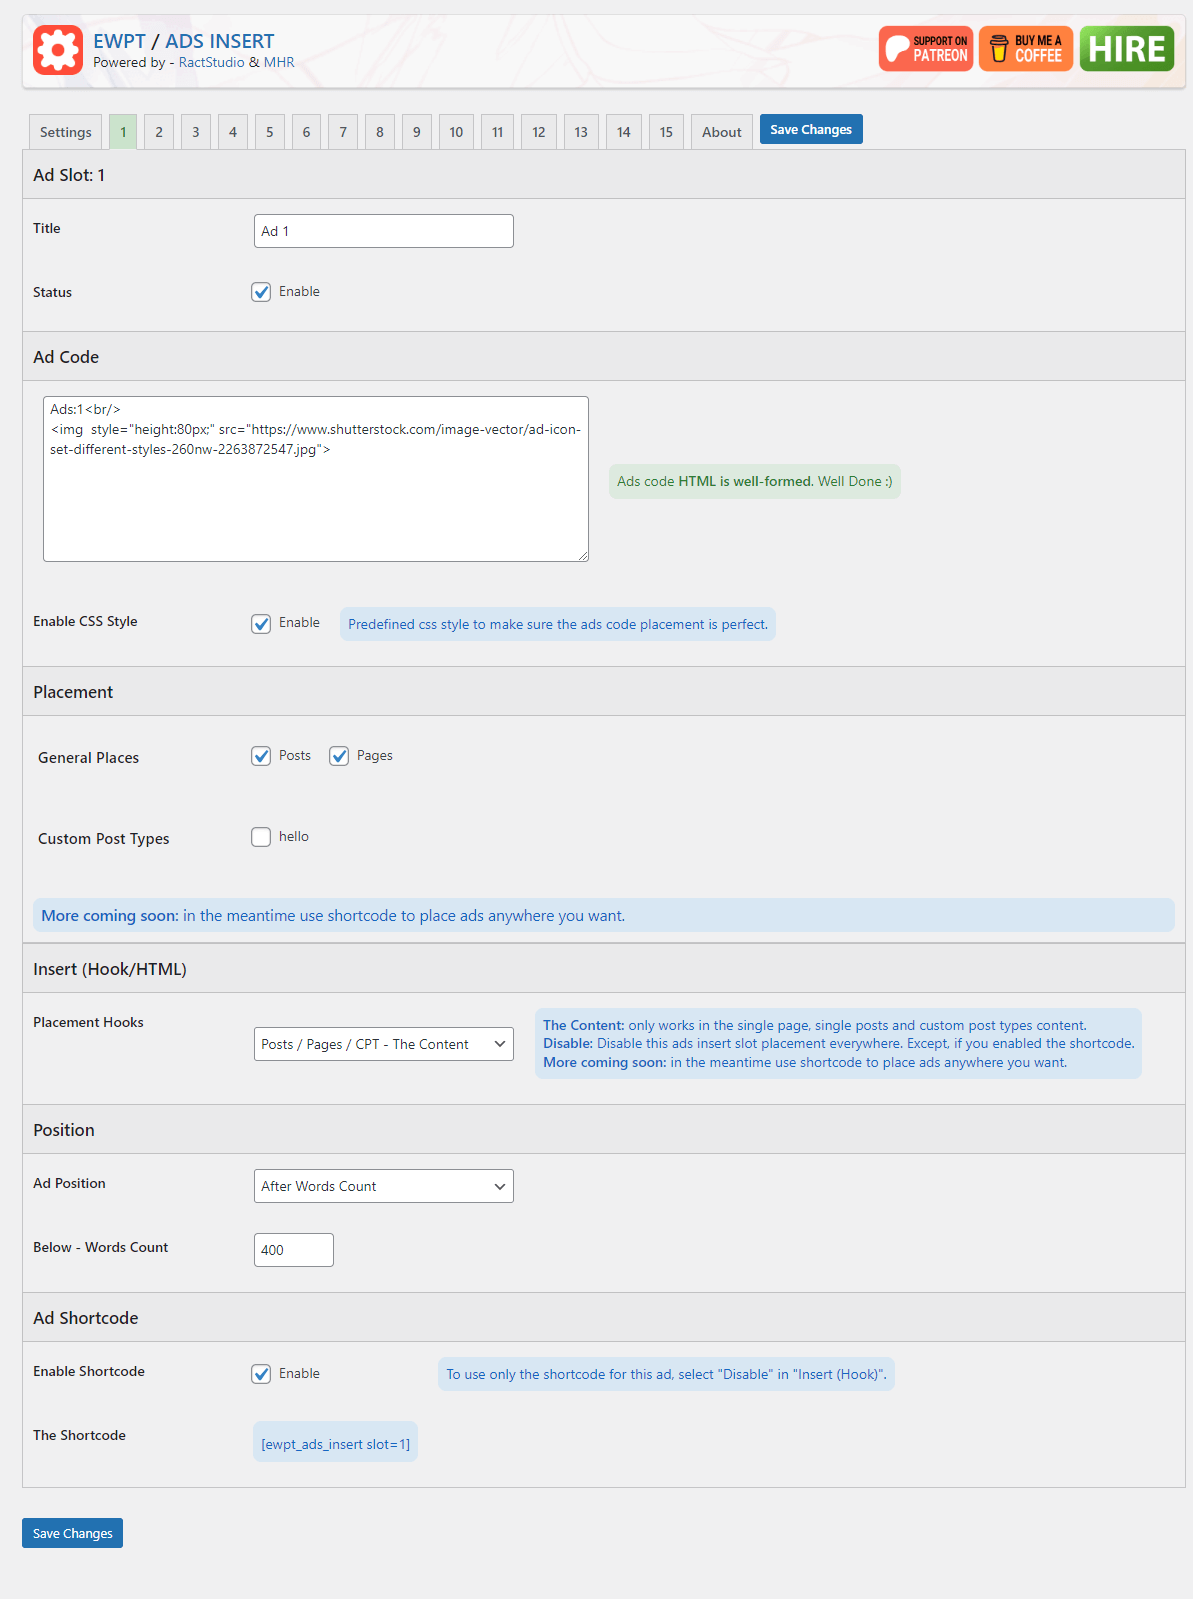 EWPT / ADS INSERT
Powered by - RactStudio & MHR
SUPPORT ON
PATREON
BUY ME A
COFFEE
HIRE
Settings 1 2 3 4 5 6 7 8 9 10 11 12 13 14 15 About Save Changes
Ad Slot: 1
Title
Ad 1
Status
Enable
Ad Code
Ads:1<br/>
<img  style="height:80px;" src="https://www.shutterstock.com/image-vector/ad-icon-
set-different-styles-260nw-2263872547.jpg">
Ads code HTML is well-formed. Well Done :)
Enable CSS Style
Enable
Predefined css style to make sure the ads code placement is perfect.
Placement
General Places
Posts
Pages
Custom Post Types
hello
More coming soon: in the meantime use shortcode to place ads anywhere you want.
Insert (Hook/HTML)
Placement Hooks
Posts / Pages / CPT - The Content
The Content: only works in the single page, single posts and custom post types content.
Disable: Disable this ads insert slot placement everywhere. Except, if you enabled the shortcode.
More coming soon: in the meantime use shortcode to place ads anywhere you want.
Position
Ad Position
After Words Count
Below - Words Count
400
Ad Shortcode
Enable Shortcode
Enable
To use only the shortcode for this ad, select "Disable" in "Insert (Hook)".
The Shortcode
[ewpt_ads_insert slot=1]
Save Changes